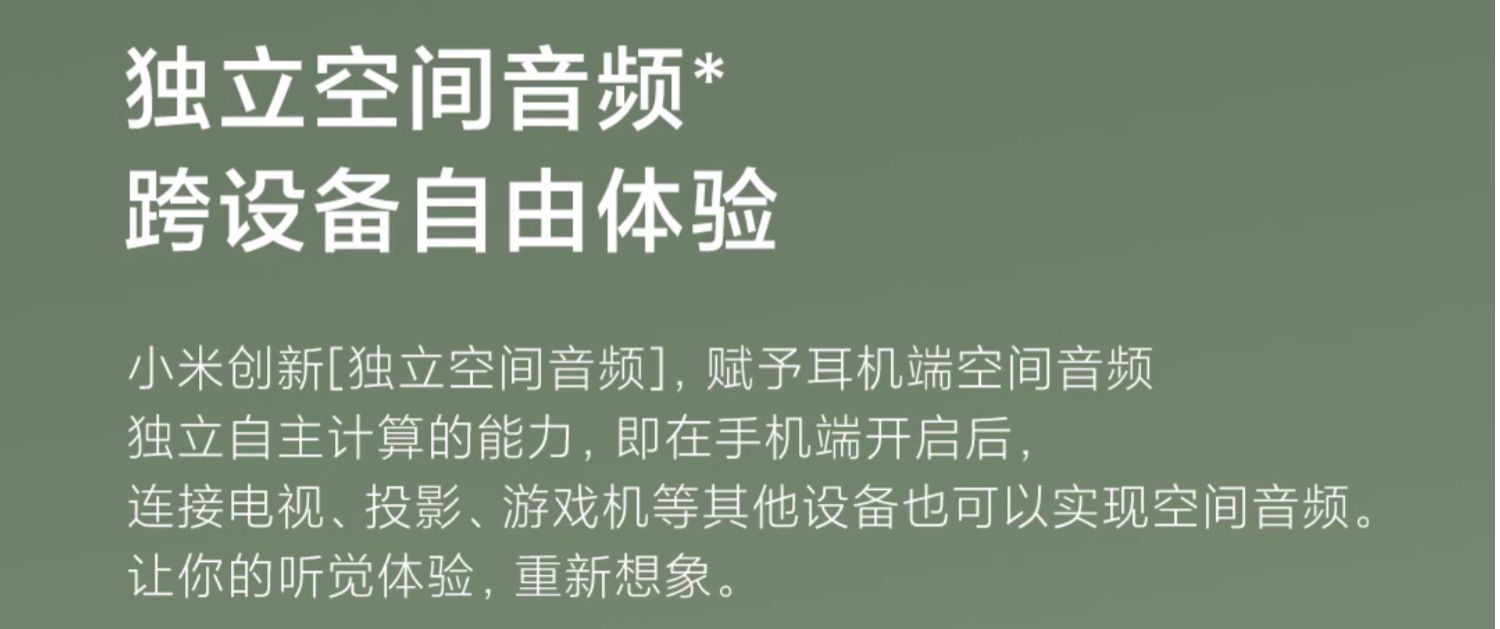 独立空间音频*
跨设备自由体验
小米创新[独立空间音频]，赋予耳机端空间音频
独立自主计算的能力，即在手机端开启后，
连接电视、投影、游戏机等其他设备也可以实现空间音频。
让你的听觉体验，重新想象。